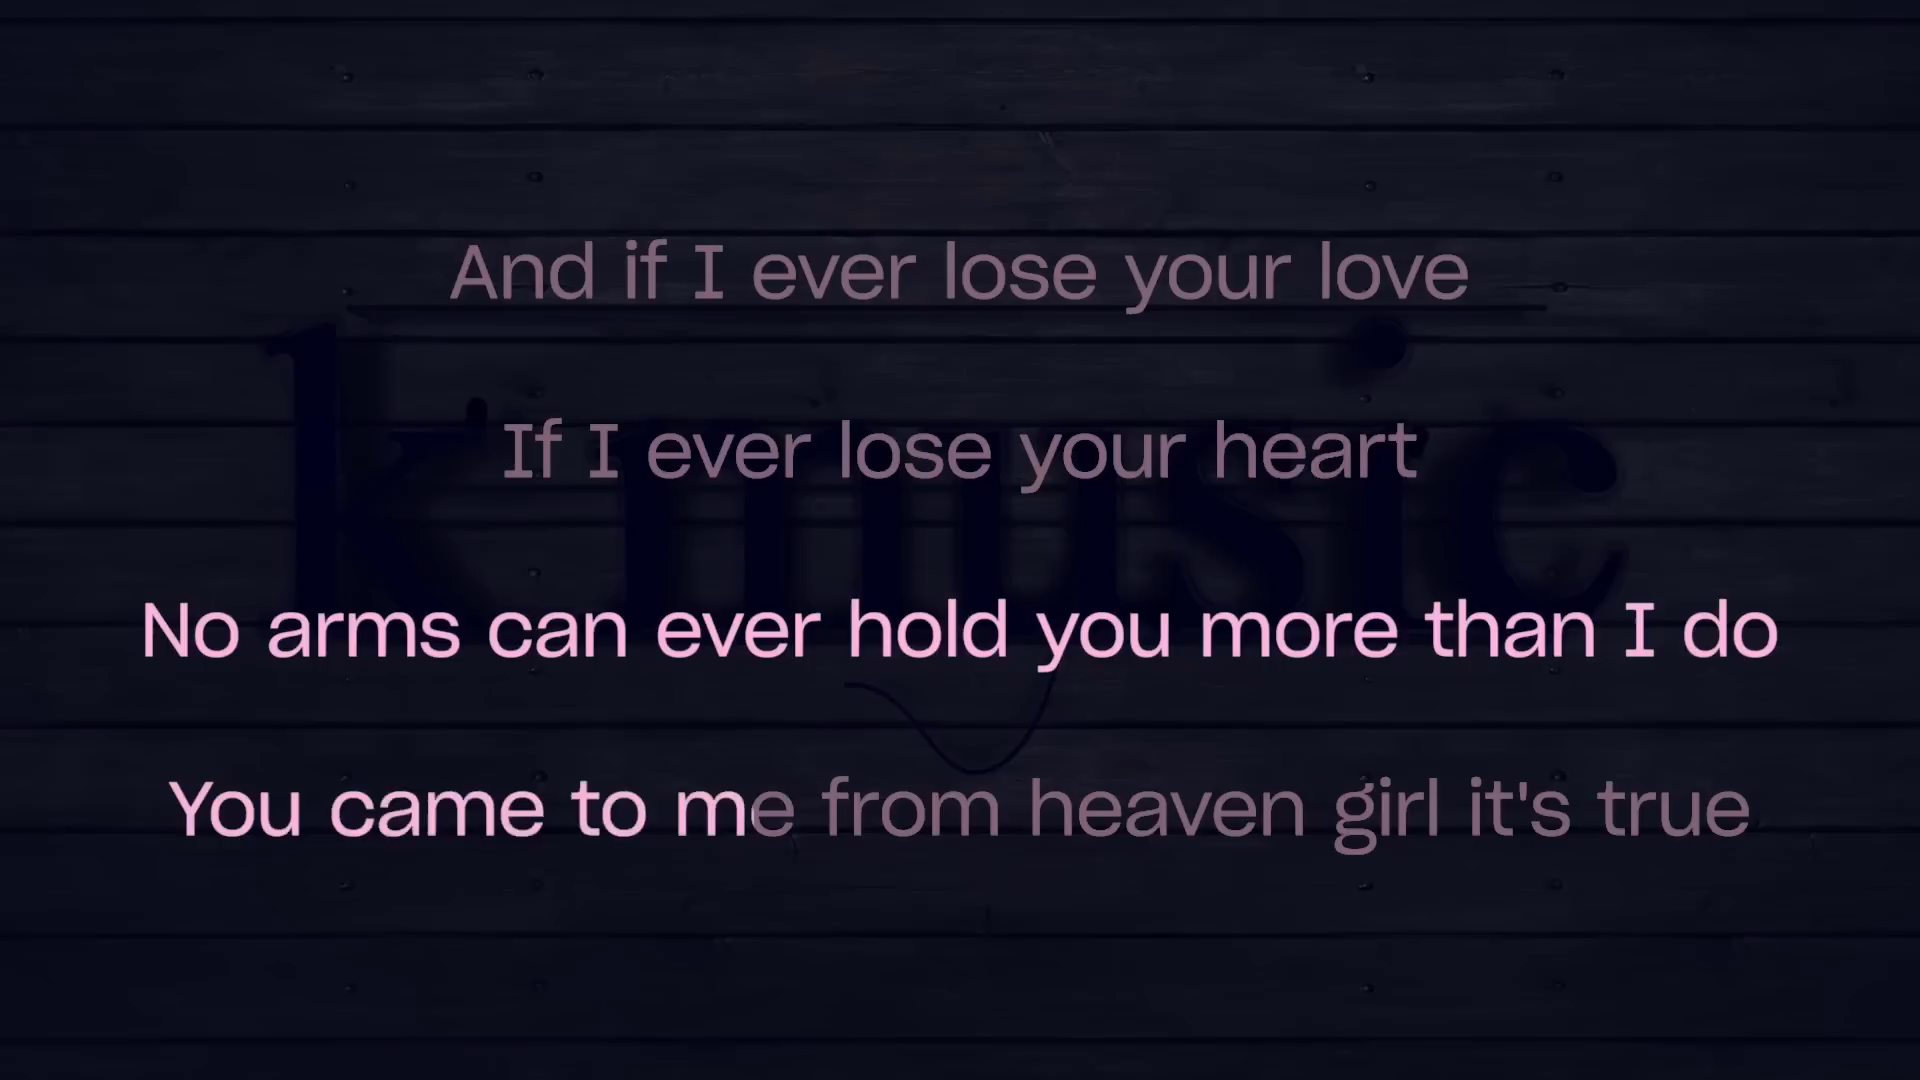 And if I ever lose your love
If I ever lose your heart
k'music
No arms can ever hold you more than I do
You came to me from heaven girl it's true